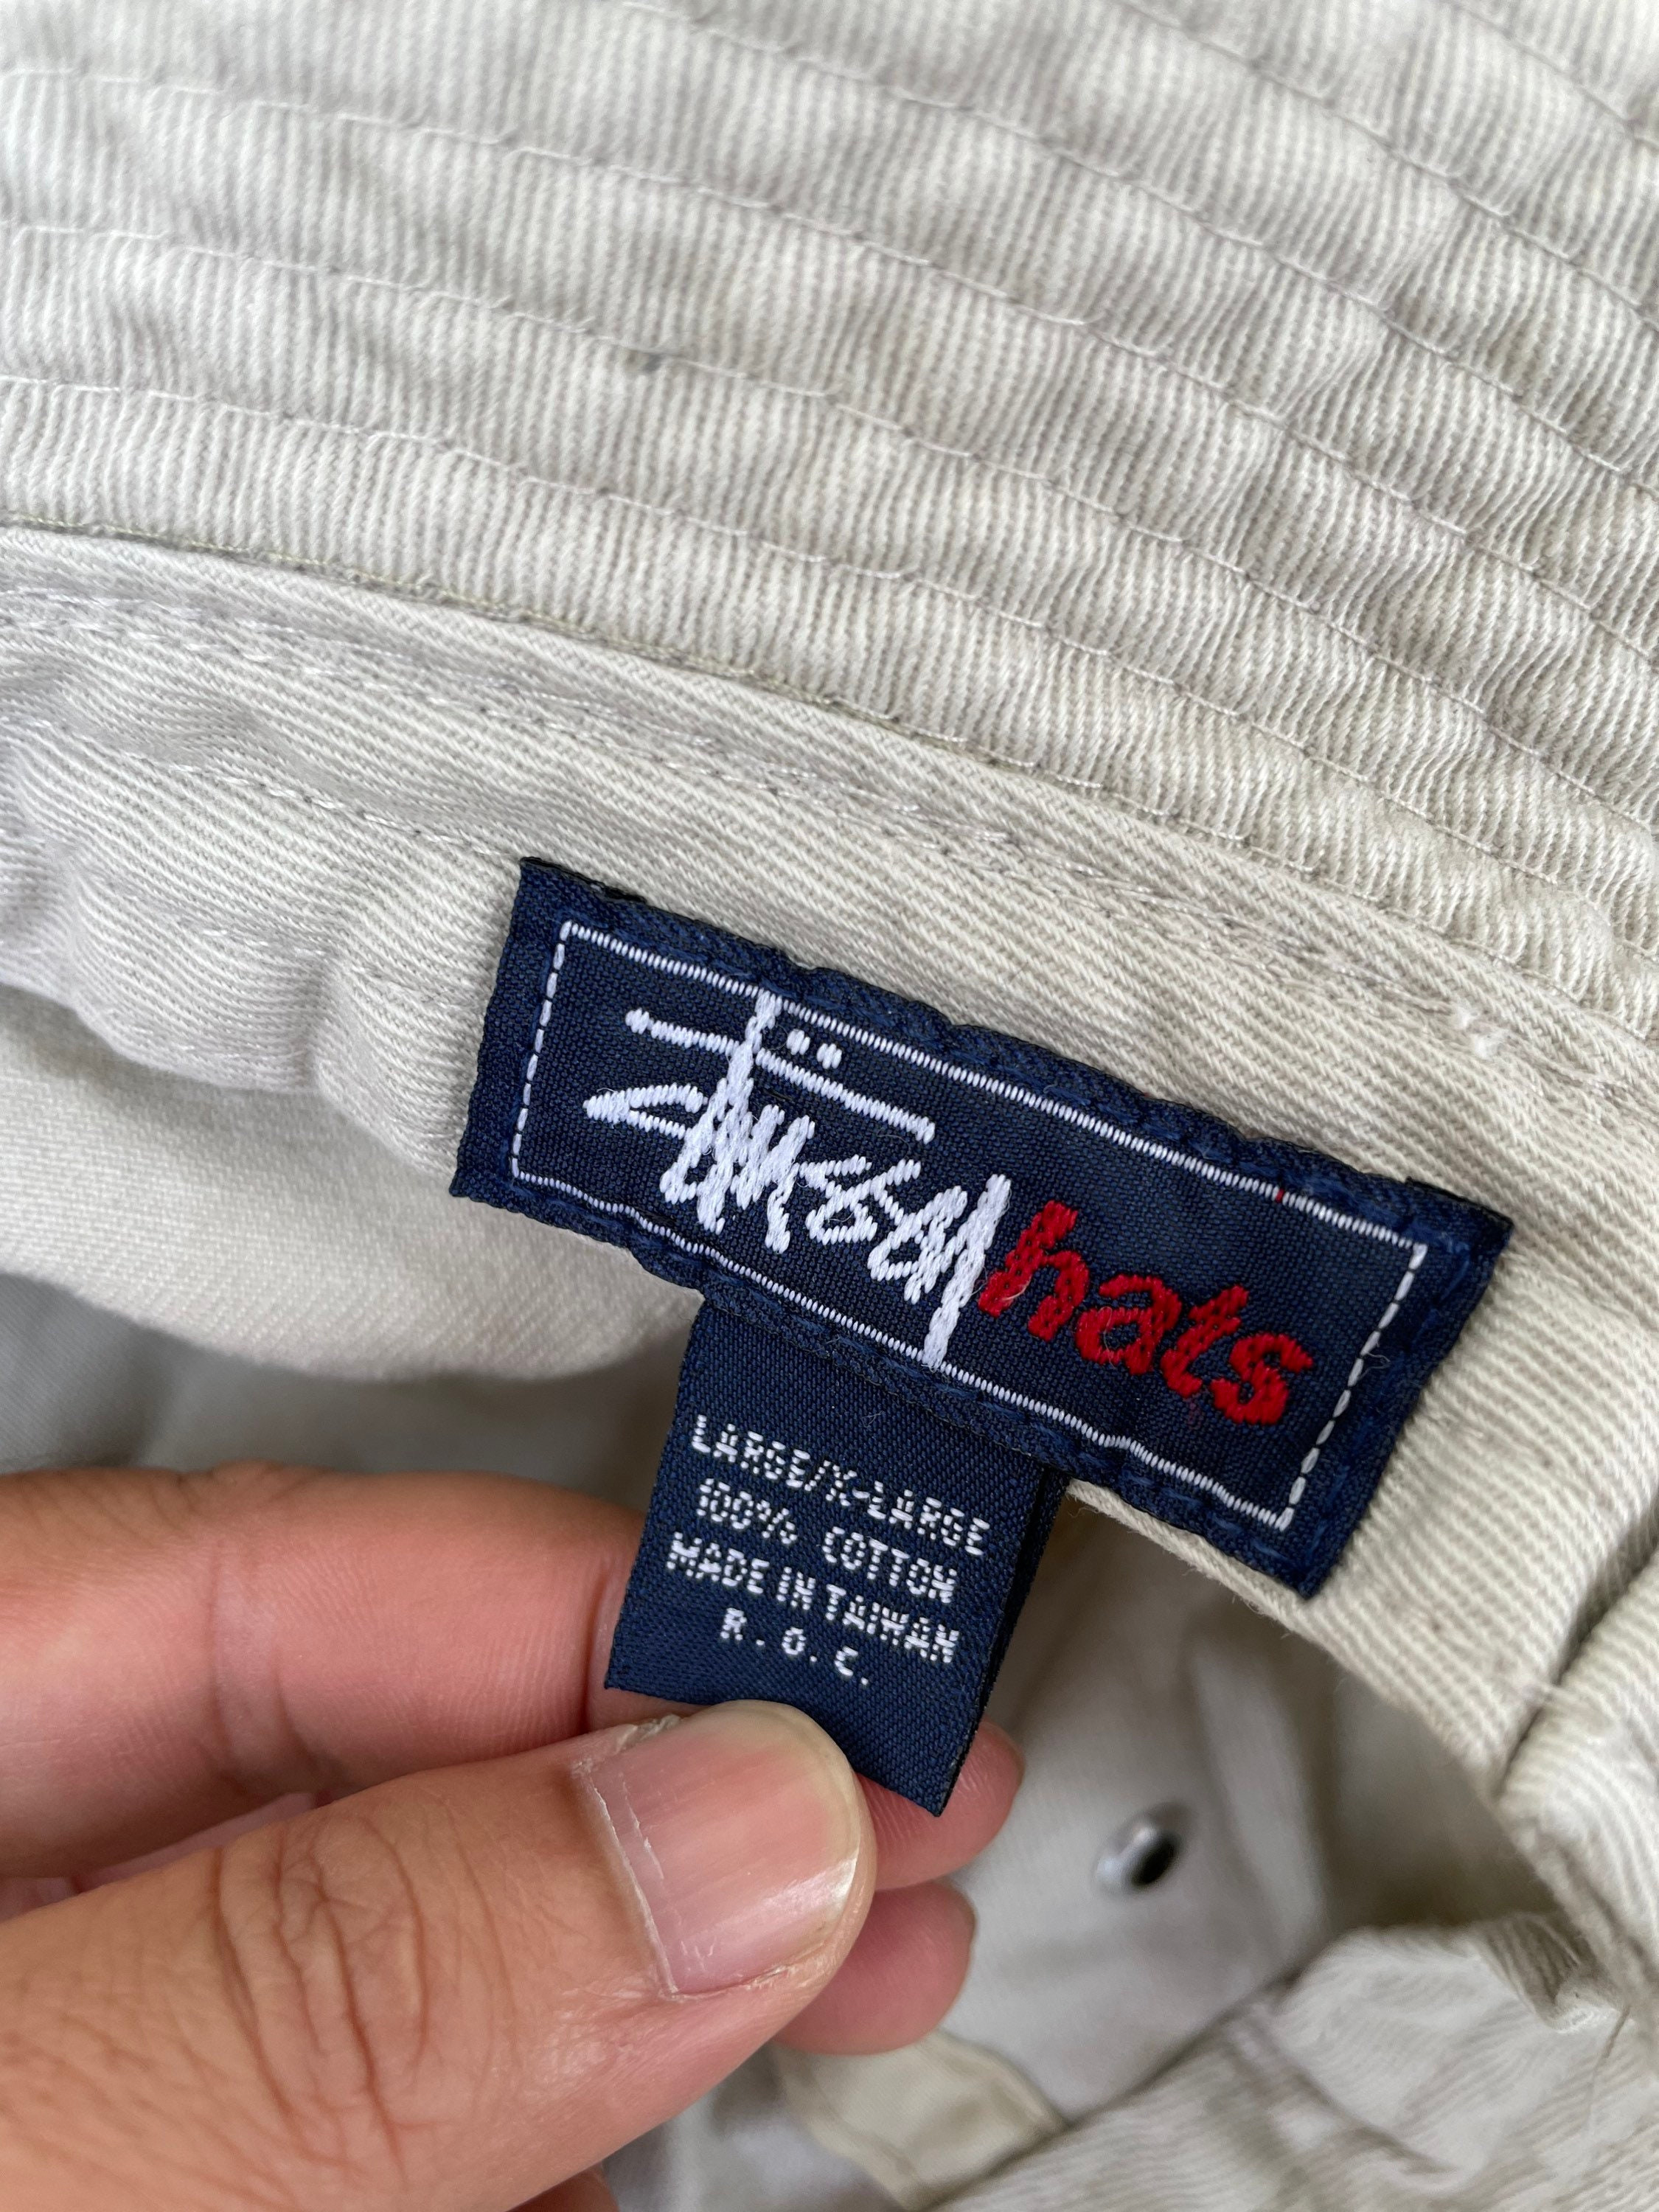 Stüssy hats
LARGE/X-LARGE
100% COTTON
MADE IN TAIWAN
R.O.C.